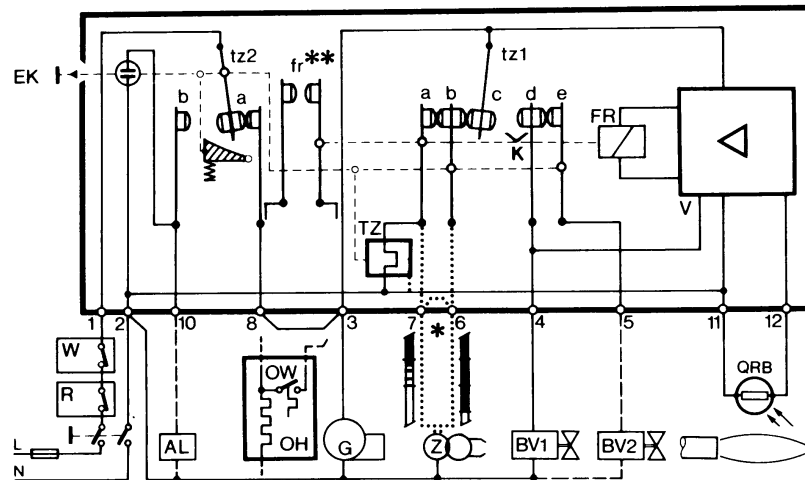 tz2
fr**
tz1
EK
b
a
a
b
c
d
e
FR
K
TZ
V
1
2
10
8
3
7
6
4
5
11
12
*
W
OW
QRB
R
L
AL
OH
G
Z
BV1
BV2
N